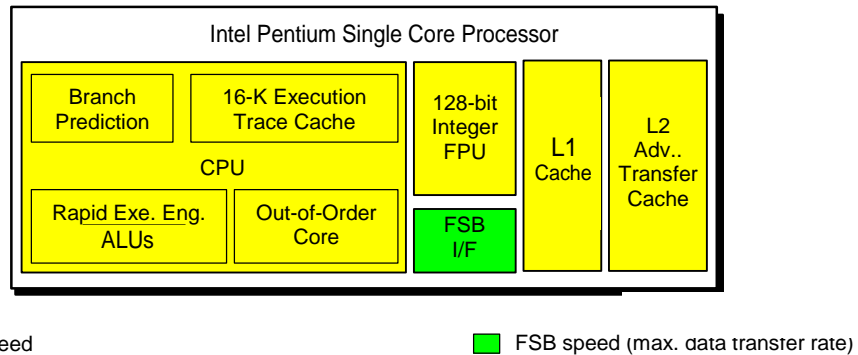 Intel Pentium Single Core Processor
Branch
Prediction
16-K Execution
Trace Cache
CPU
Rapid Exe. Eng.
ALUs
Out-of-Order
Core
128-bit
Integer
FPU
FSB
I/F
L1
Cache
L2
Adv..
Transfer
Cache
eed
FSB speed (max. data transfer rate)